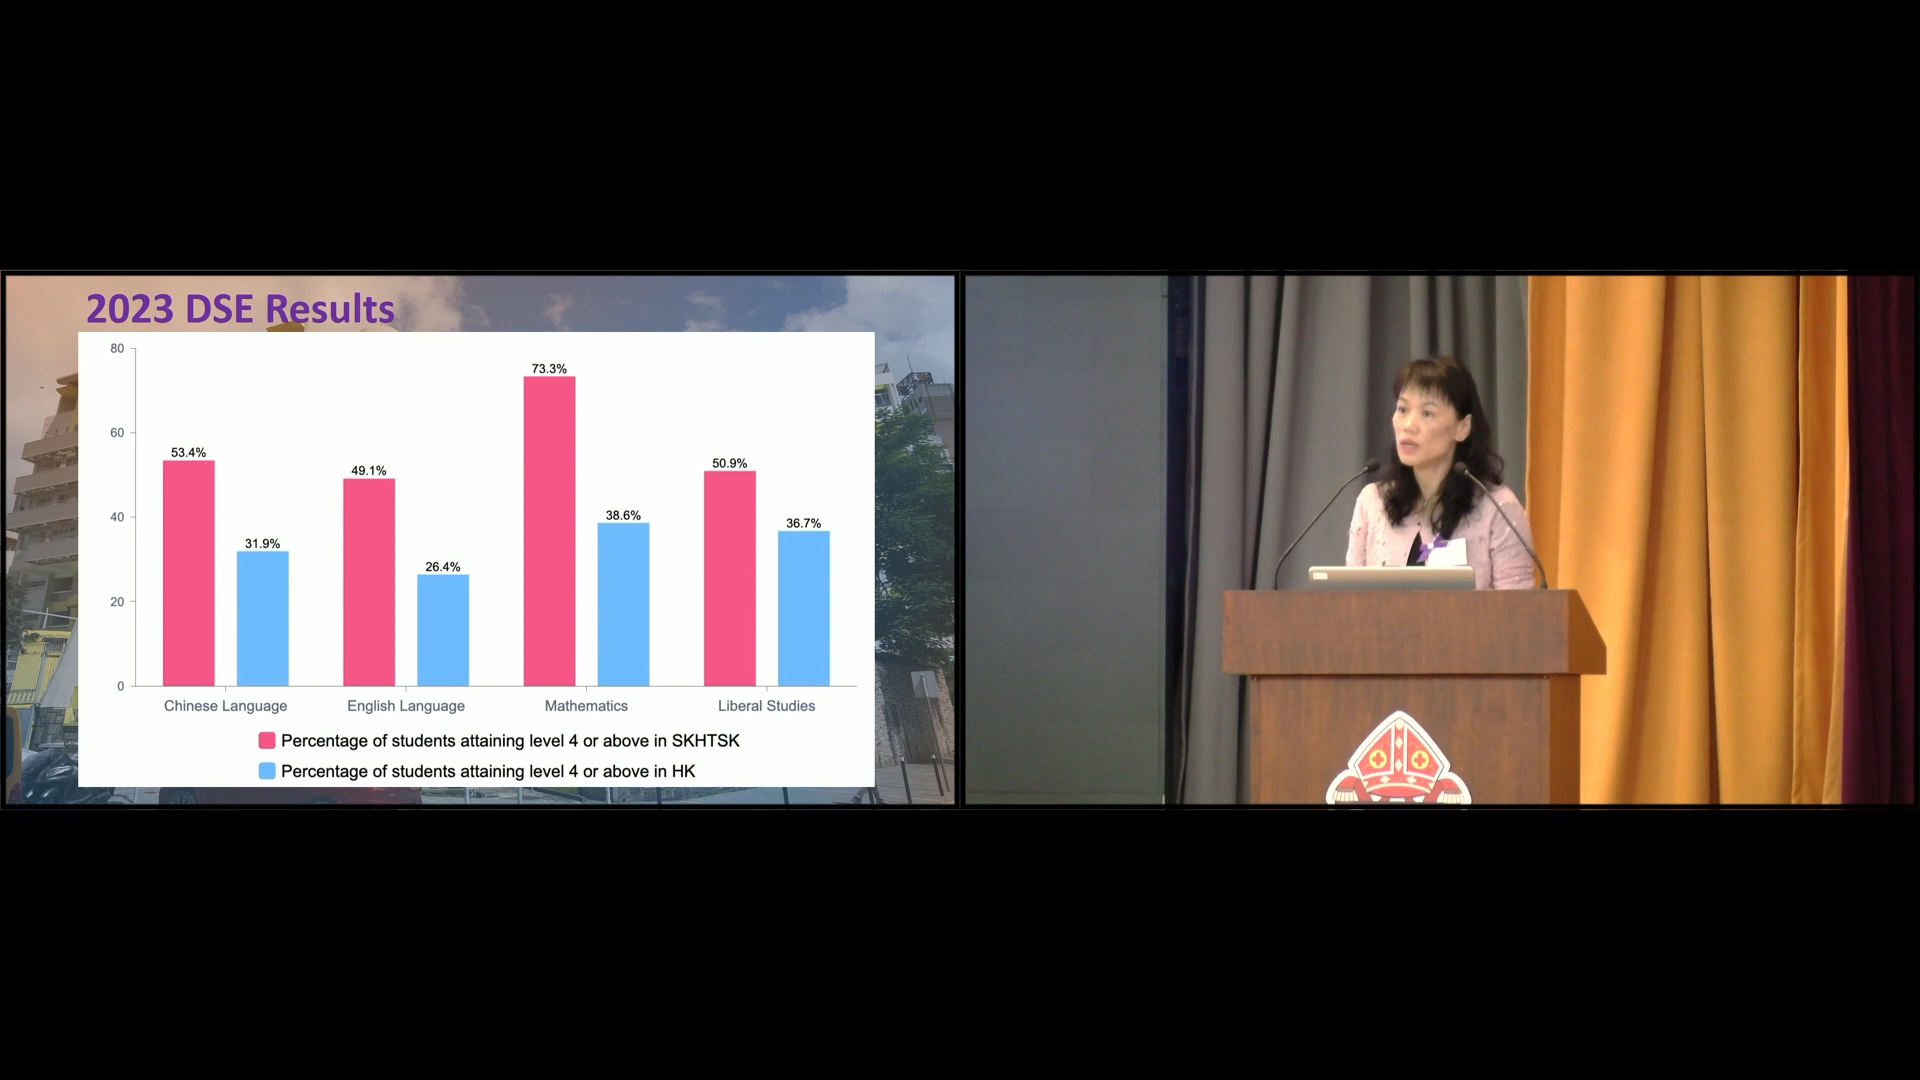 2023 DSE Results
80
60
40
20
0
53.4%
31.9%
49.1%
26.4%
73.3%
38.6%
50.9%
36.7%
Chinese Language
English Language
Mathematics
Liberal Studies
Percentage of students attaining level 4 or above in SKHTSK
Percentage of students attaining level 4 or above in HK